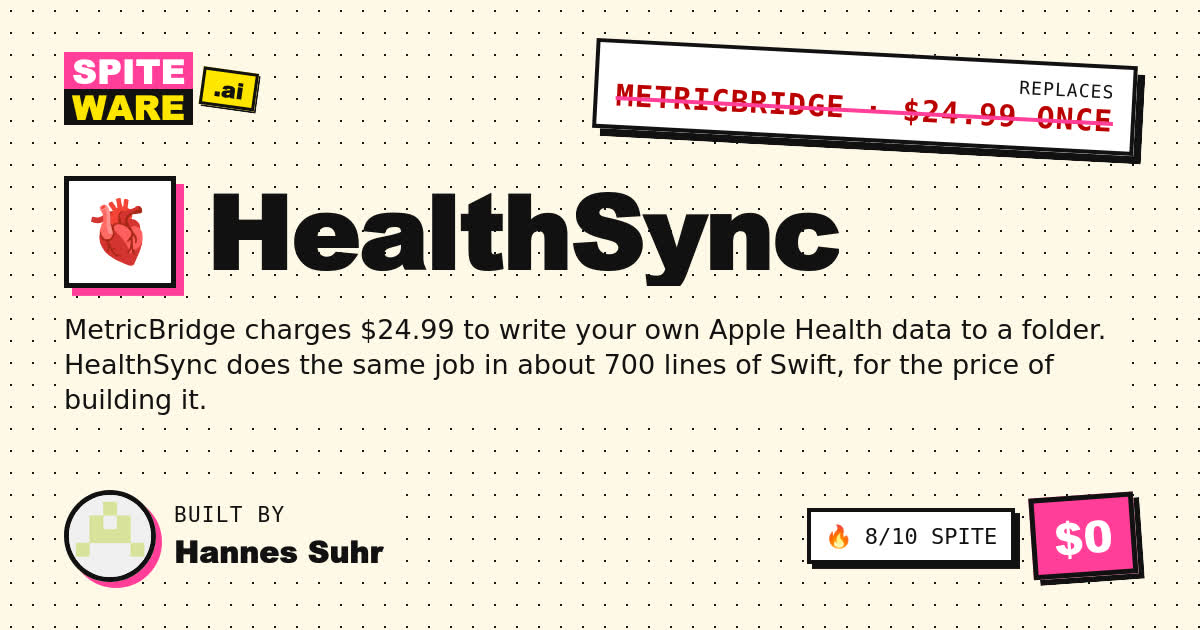 SPITE
WARE
.ai
REPLACES
METRICBRIDGE · $24.99 ONCE
HealthSync
MetricBridge charges $24.99 to write your own Apple Health data to a folder.
HealthSync does the same job in about 700 lines of Swift, for the price of
building it.
BUILT BY
Hannes Suhr
🔥 8/10 SPITE
$0